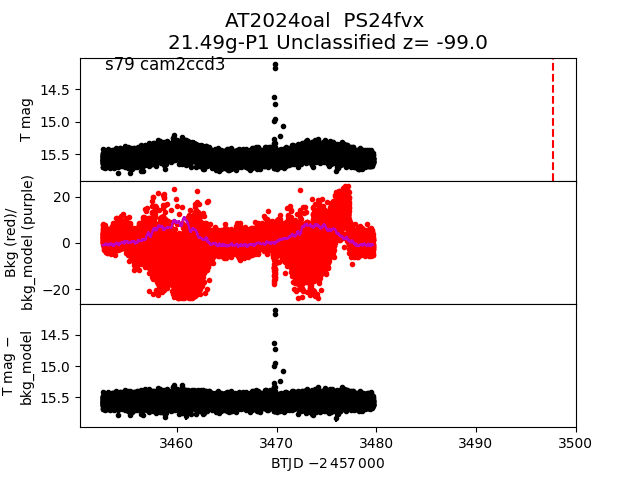 AT2024oal  PS24fvx
21.49g-P1 Unclassified z= -99.0
s79 cam2ccd3
T mag
14.5
15.0
15.5
Bkg (red)/
bkg_model (purple)
20
0
−20
T mag −
bkg_model
14.5
15.0
15.5
3460
3470
3480
3490
3500
BTJD −2 457 000